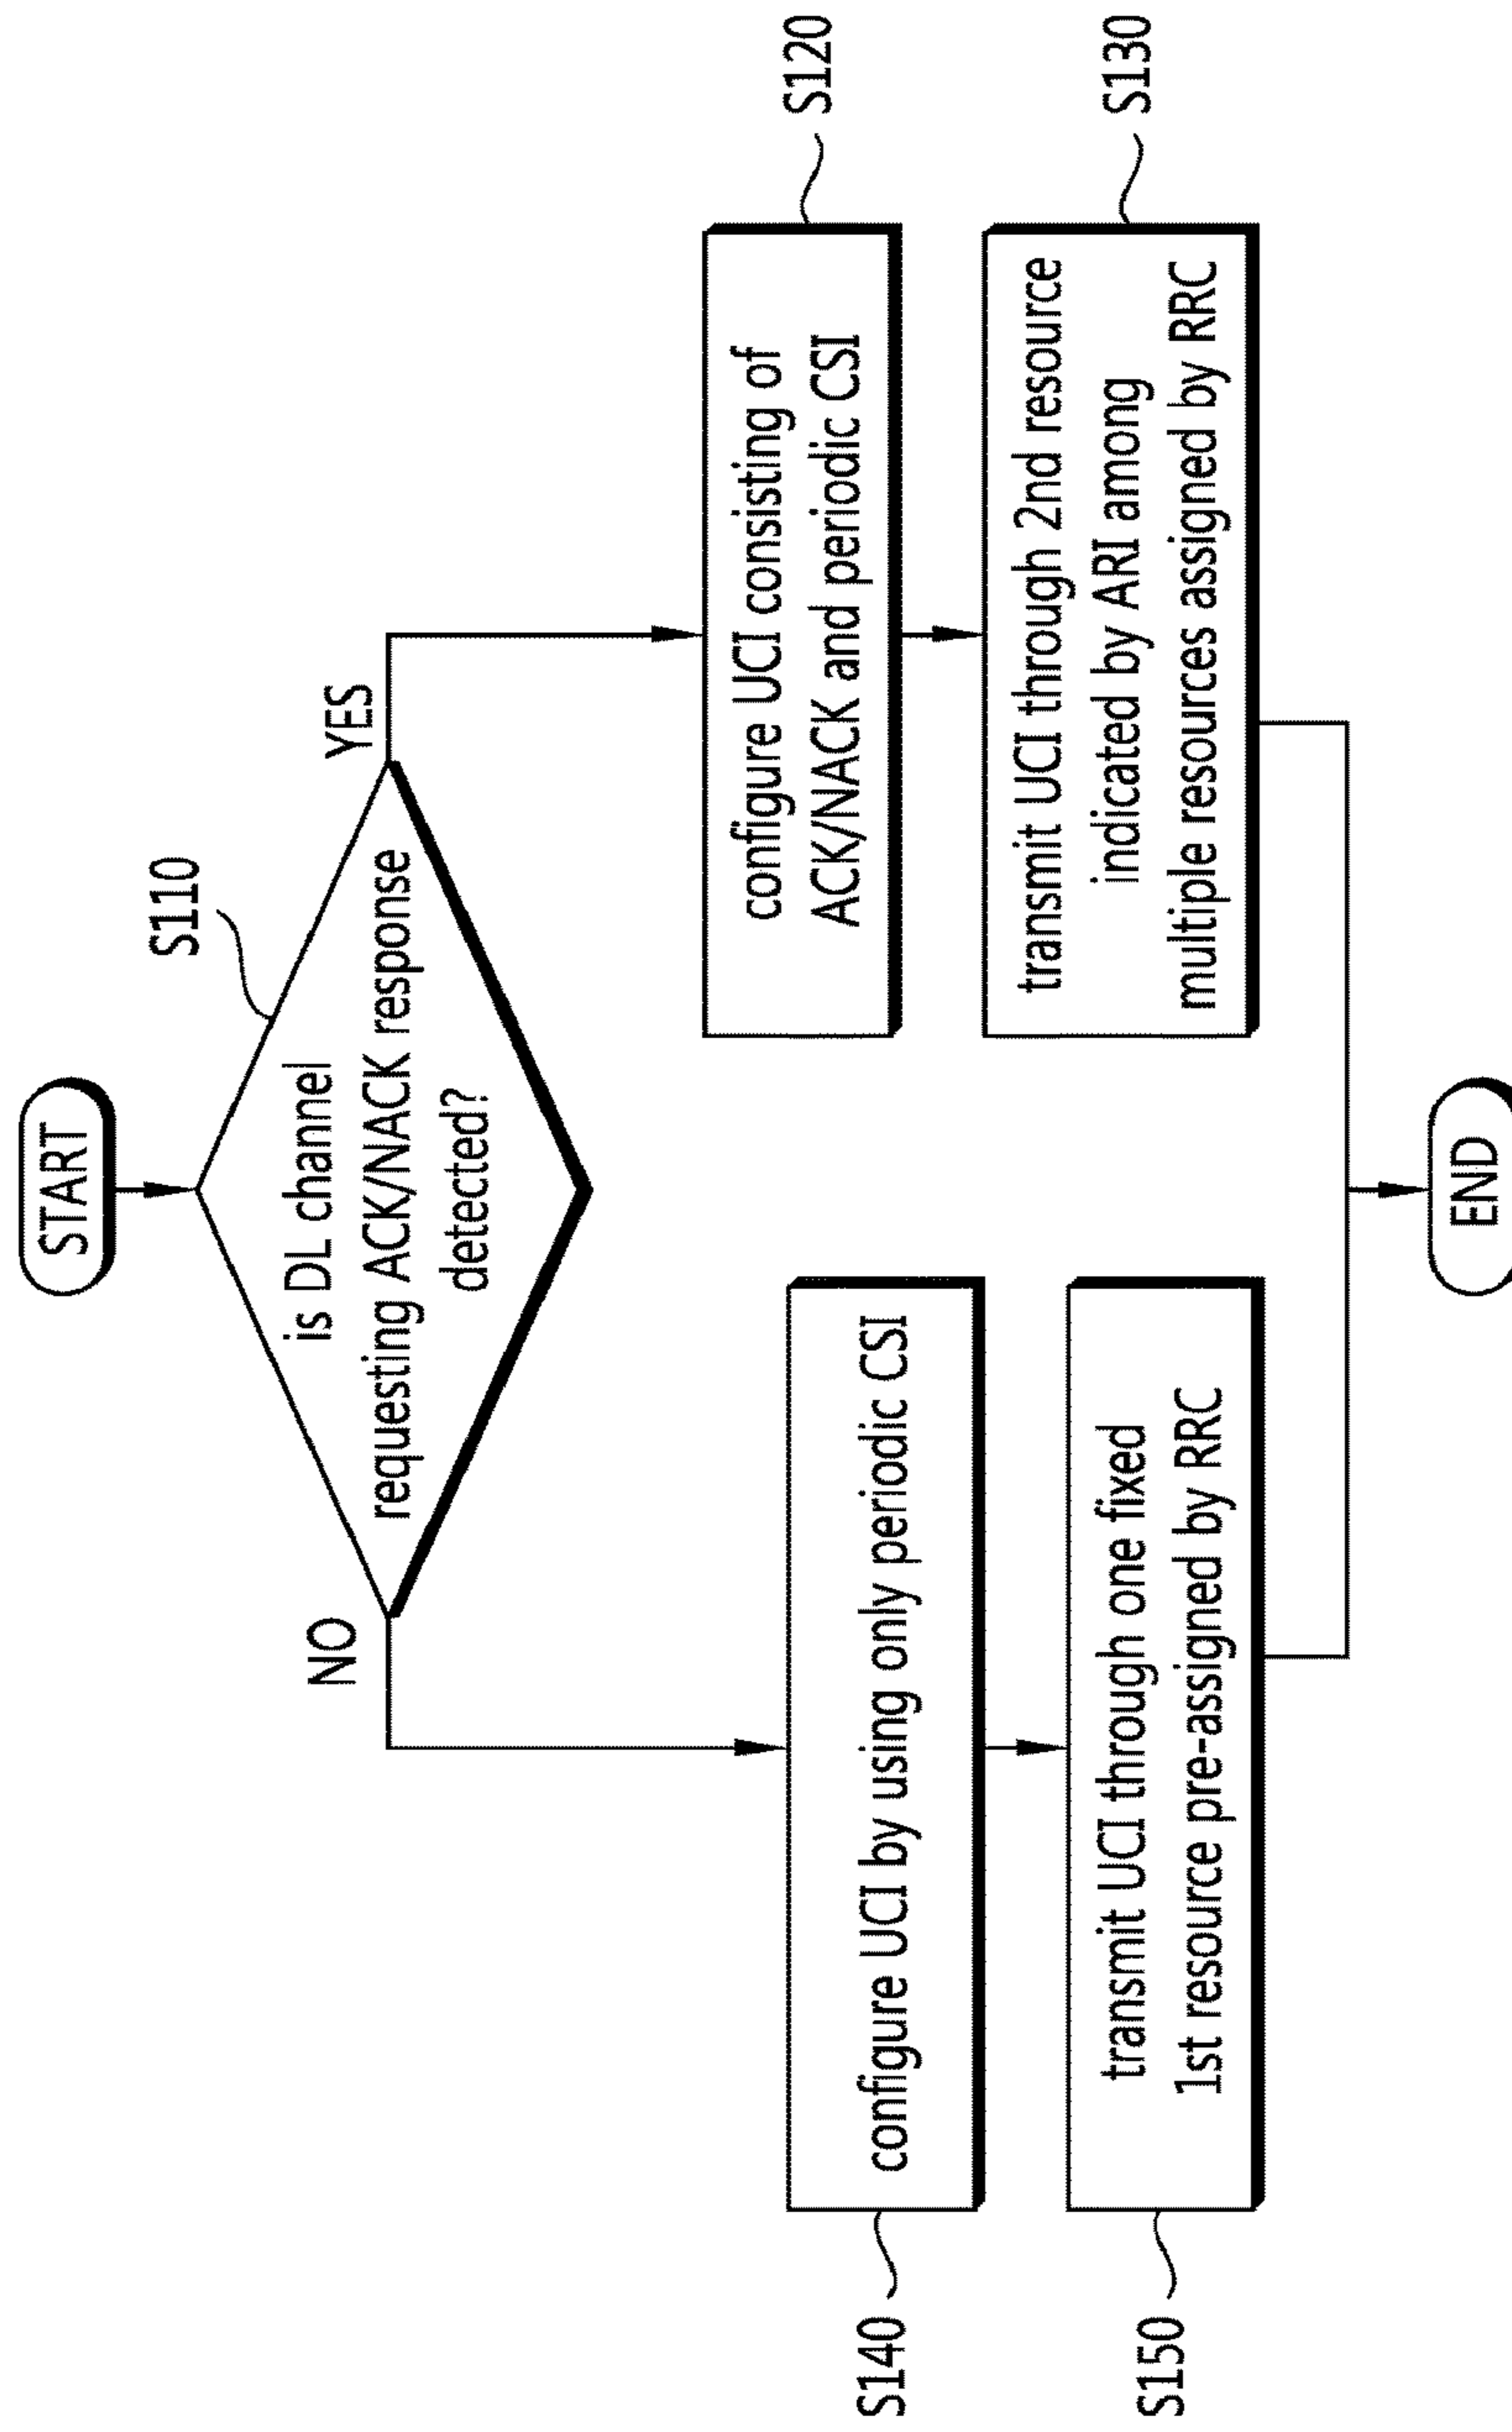 START
S110
is DL channel
requesting ACK/NACK response
detected?
NO
YES
configure UCI consisting of
ACK/NACK and periodic CSI
S120
transmit UCI through 2nd resource
indicated by ARI among
multiple resources assigned by RRC
S130
S140
configure UCI by using only periodic CSI
S150
transmit UCI through one fixed
1st resource pre-assigned by RRC
END